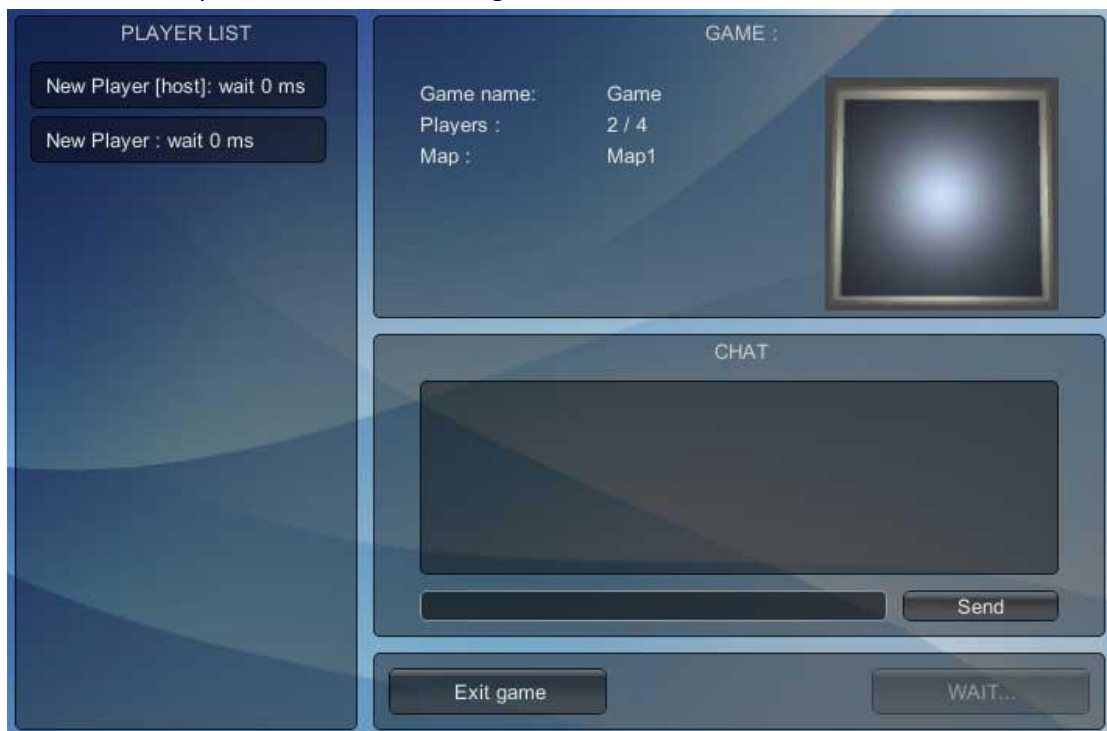 PLAYER LIST
New Player [host]: wait 0 ms
New Player : wait 0 ms
GAME :
Game name: Game
Players : 2 / 4
Map : Map1
CHAT
Send
Exit game
WAIT...